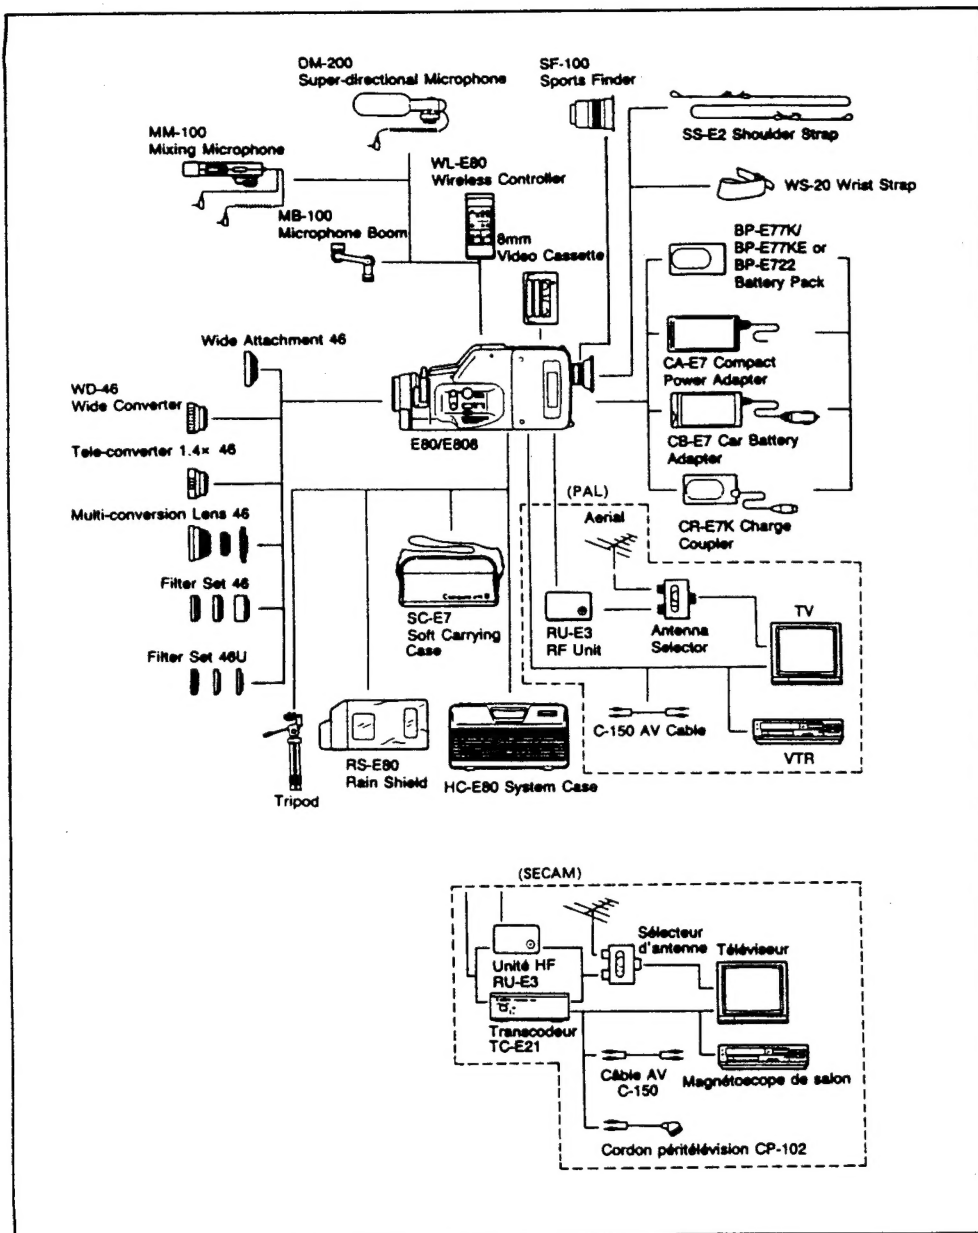 DM-200
Super-directional Microphone
SF-100
Sports Finder
SS-E2 Shoulder Strap
MM-100
Mixing Microphone
WL-E80
Wireless Controller
WS-20 Wrist Strap
MB-100
Microphone Boom
8mm
Video Cassette
BP-E77K/
BP-E77KE or
BP-E722
Battery Pack
Wide Attachment 46
CA-E7 Compact
Power Adapter
WD-46
Wide Converter
E80/E808
CB-E7 Car Battery
Adapter
Tele-converter 1.4× 46
(PAL)
CR-E7K Charge
Coupler
Multi-conversion Lens 46
Aerial
Filter Set 46
SC-E7
Soft Carrying
Case
RU-E3
RF Unit
Antenna
Selector
TV
Filter Set 46U
C-150 AV Cable
VTR
Tripod
RS-E80
Rain Shield
HC-E80 System Case
(SECAM)
Sélecteur
d'antenne
Téléviseur
Unité HF
RU-E3
Transcodeur
TC-E21
Câble AV
C-150
Magnétoscope de salon
Cordon péritélévision CP-102